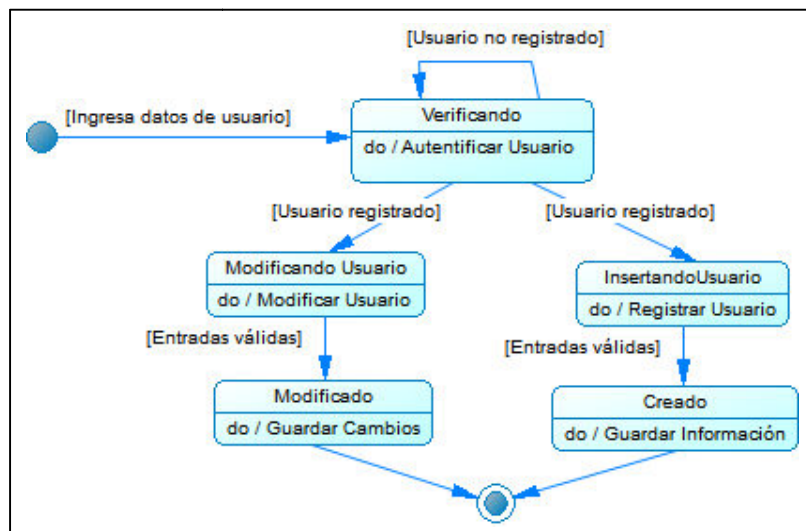 [Usuario no registrado]
[Ingresa datos de usuario]
Verificando
do / Autentificar Usuario
[Usuario registrado]
[Usuario registrado]
Modificando Usuario
do / Modificar Usuario
InsertandoUsuario
do / Registrar Usuario
[Entradas válidas]
[Entradas válidas]
Modificado
do / Guardar Cambios
Creado
do / Guardar Información